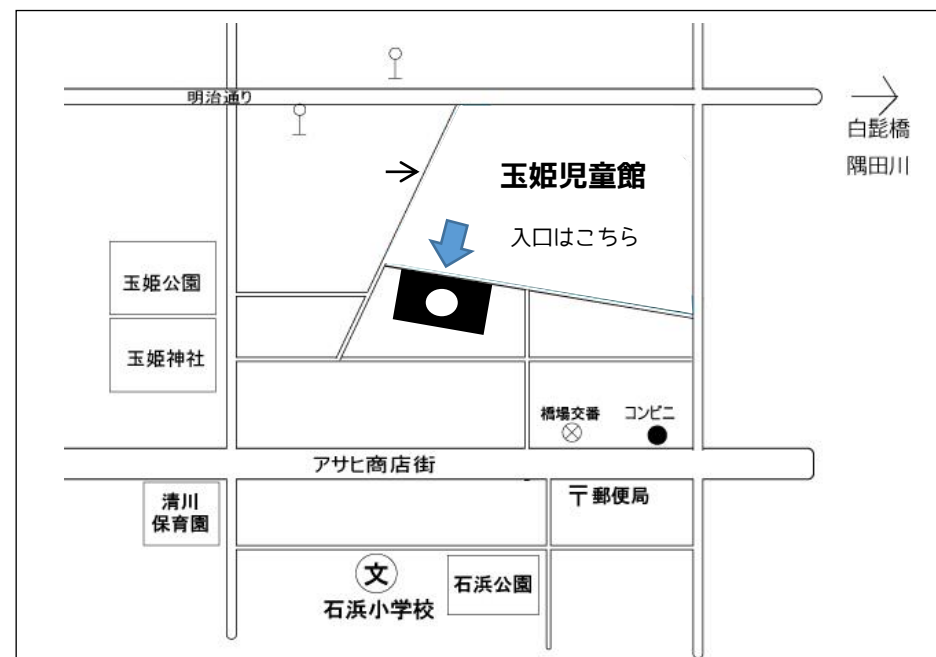 明治通り
白髭橋
隅田川
玉姫児童館
入口はこちら
玉姫公園
玉姫神社
橋場交番
コンビニ
アサヒ商店街
清川
保育園
〒郵便局
文
石浜小学校
石浜公園